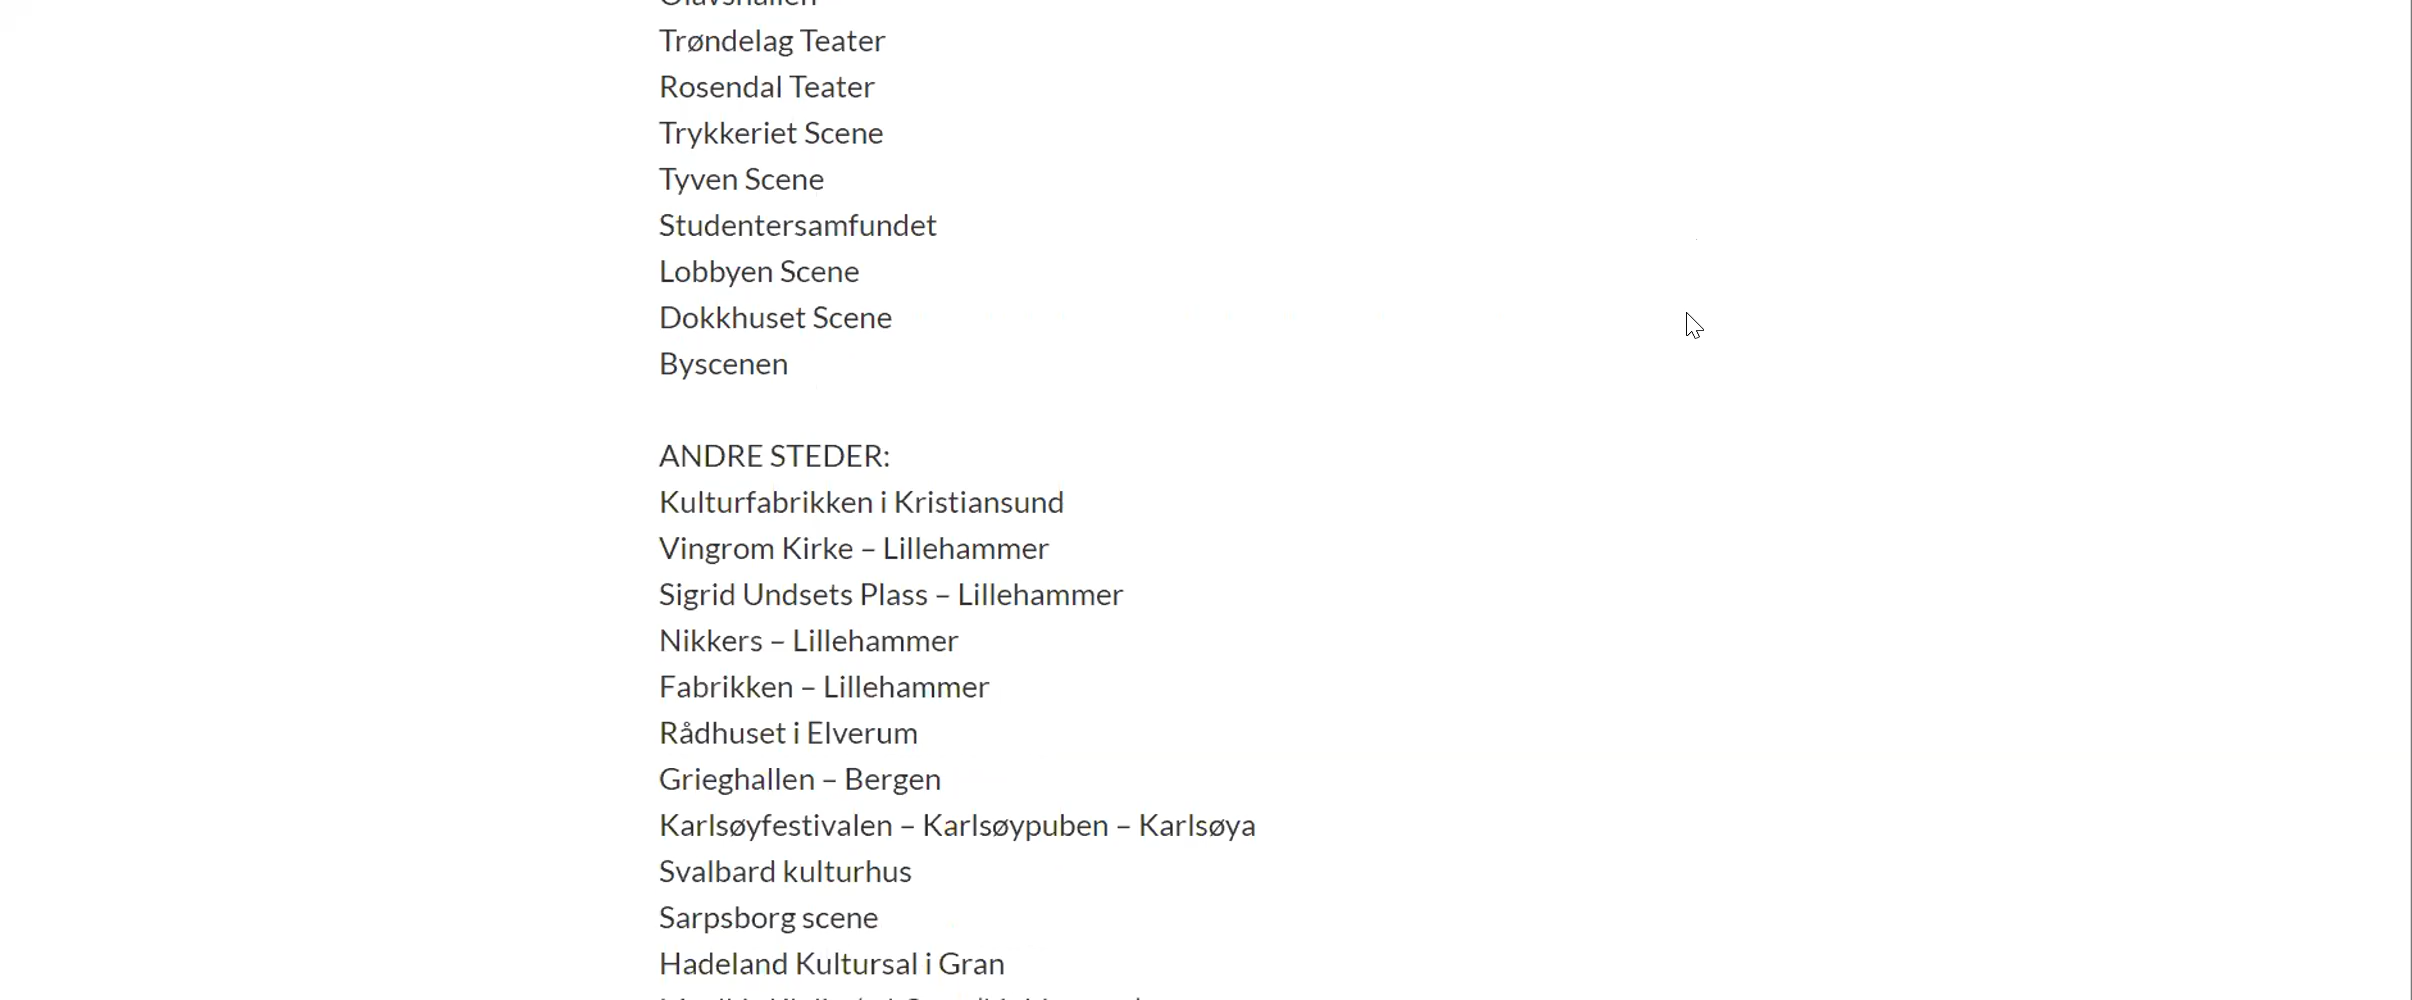 Olavshallen
Trøndelag Teater
Rosendal Teater
Trykkeriet Scene
Tyven Scene
Studentersamfundet
Lobbyen Scene
Dokkhuset Scene
Byscenen
ANDRE STEDER:
Kulturfabrikken i Kristiansund
Vingrom Kirke – Lillehammer
Sigrid Undsets Plass – Lillehammer
Nikkers – Lillehammer
Fabrikken – Lillehammer
Rådhuset i Elverum
Grieghallen – Bergen
Karlsøyfestivalen – Karlsøypuben – Karlsøya
Svalbard kulturhus
Sarpsborg scene
Hadeland Kultursal i Gran